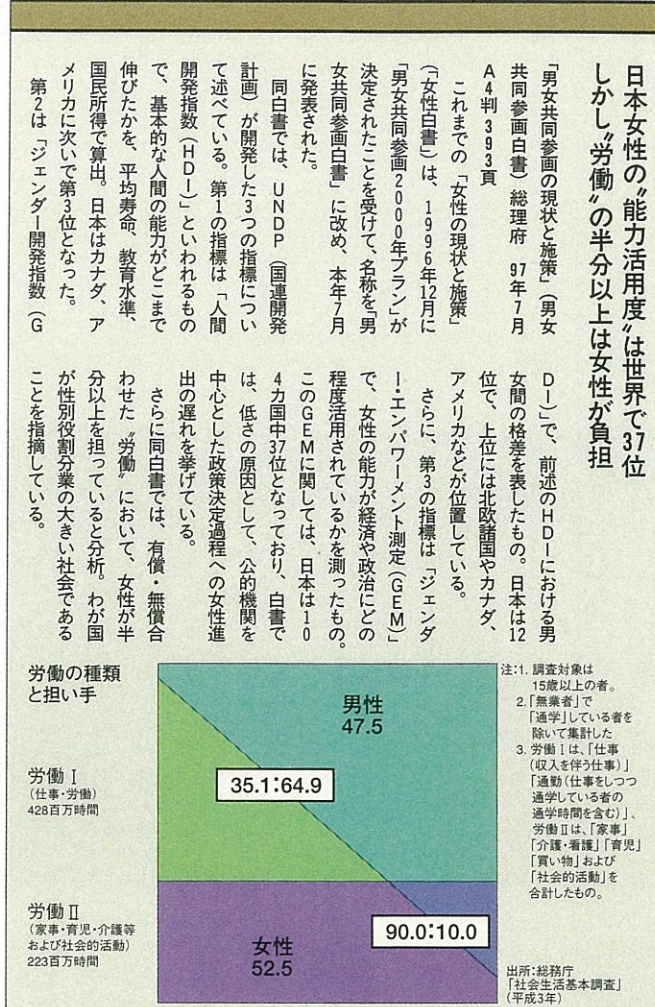 日本女性の〝能力活用度〟は世界で37位
しかし〝労働〟の半分以上は女性が負担
「男女共同参画の現状と施策」（男女
共同参画白書）総理府　97年7月
A4判393頁
これまでの「女性の現状と施策」
（「女性白書」）は、1996年12月に
「男女共同参画2000年プラン」が
決定されたことを受けて、名称を「男
女共同参画白書」に改め、本年7月
に発表された。
同白書では、UNDP（国連開発
計画）が開発した3つの指標につい
て述べている。第1の指標は「人間
開発指数（HDI）」といわれるもの
で、基本的な人間の能力がどこまで
伸びたかを、平均寿命、教育水準、
国民所得で算出。日本はカナダ、ア
メリカに次いで第3位となった。
第2は「ジェンダー開発指数（G
DI）」で、前述のHDIにおける男
女間の格差を表したもの。日本は12
位で、上位には北欧諸国やカナダ、
アメリカなどが位置している。
さらに、第3の指標は「ジェンダ
ー・エンパワーメント測定（GEM）」
で、女性の能力が経済や政治にどの
程度活用されているかを測ったもの。
このGEMに関しては、日本は10
4カ国中37位となっており、白書で
は、低さの原因として、公的機関を
中心とした政策決定過程への女性進
出の遅れを挙げている。
さらに同白書では、有償・無償合
わせた〝労働〟において、女性が半
分以上を担っていると分析。わが国
が性別役割分業の大きい社会である
ことを指摘している。
労働の種類
と担い手
労働Ⅰ
（仕事・労働）
428百万時間
労働Ⅱ
（家事・育児・介護等
および社会的活動）
223百万時間
男性
47.5
35.1:64.9
90.0:10.0
女性
52.5
注:1. 調査対象は
15歳以上の者。
2.「無業者」で
「通学」している者を
除いて集計した
3. 労働Ⅰは、「仕事
（収入を伴う仕事）」
「通勤（仕事をしつつ
通学している者の
通学時間を含む）」、
労働Ⅱは、「家事」
「介護・看護」「育児」
「買い物」および
「社会的活動」を
合計したもの。
出所:総務庁
「社会生活基本調査」
（平成3年）